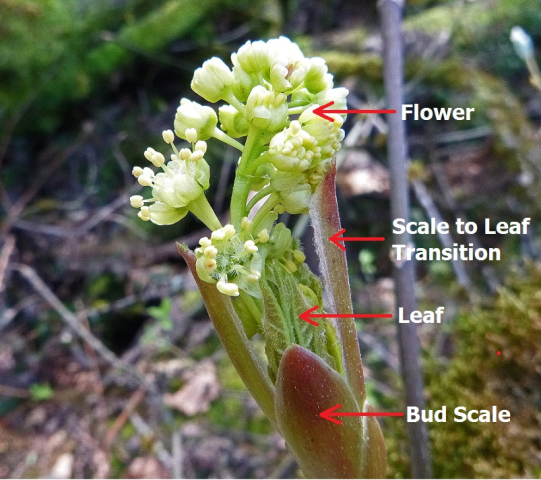 Flower
Scale to Leaf
Transition
Leaf
Bud Scale